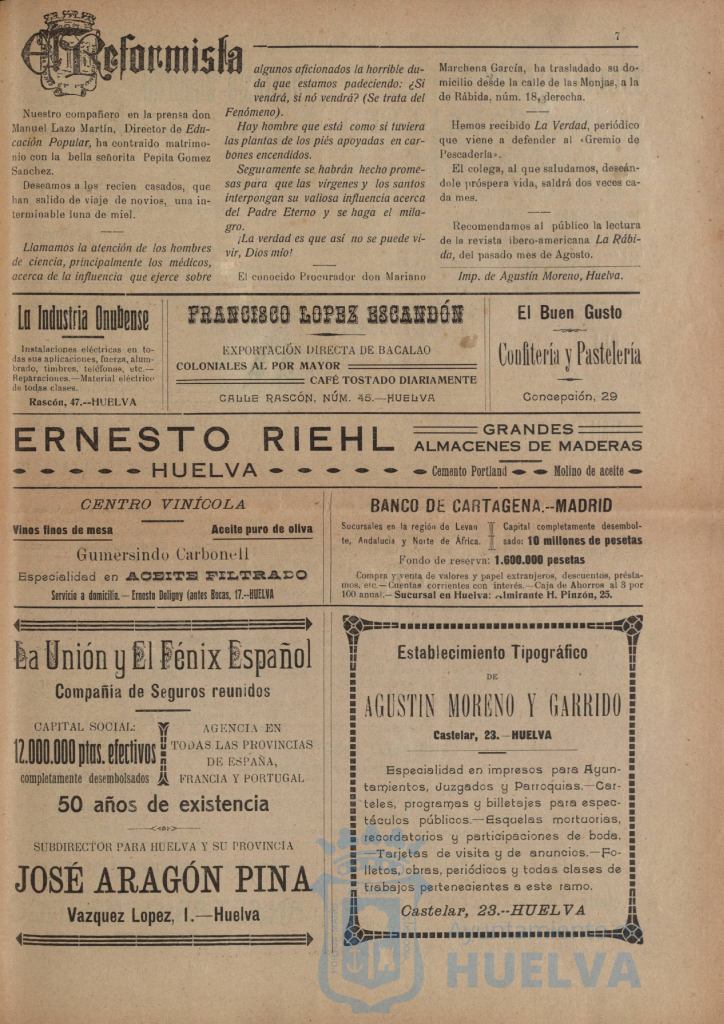 El Reformista
7
Nuestro compañero en la prensa don
Manuel Lazo Martín, Director de Edu-
cación Popular, ha contraido matrimo-
nio con la bella señorita Pepita Gomez
Sanchez.
Deseamos a los recien casados, que
han salido de viaje de novios, una in-
terminable luna de miel.
Llamamos la atención de los hombres
de ciencia, principalmente los médicos,
acerca de la influencia que ejerce sobre
algunos aficionados la horrible du-
da que estamos padeciendo: ¿Si
vendrá, si nó vendrá? (Se trata del
Fenómeno).
Hay hombre que está como si tuviera
las plantas de los piés apoyadas en car-
bones encendidos.
Seguramente se habrán hecho prome-
sas para que las vírgenes y los santos
interpongan su valiosa influencia acerca
del Padre Eterno y se haga el mila-
gro.
¡La verdad es que así no se puede vi-
vir, Dios mío!
El conocido Procurador don Mariano
Marchena García, ha trasladado su do-
micilio desde la calle de las Monjas, a la
de Rábida, núm. 18, derecha.
Hemos recibido La Verdad, periódico
que viene a defender al «Gremio de
Pescadería».
El colega, al que saludamos, deseán-
dole próspera vida, saldrá dos veces ca-
da mes.
Recomendamos al público la lectura
de la revista ibero-americana La Rábi-
da, del pasado mes de Agosto.
Imp. de Agustín Moreno, Huelva.
La Industria Onubense
Instalaciones eléctricas en to-
das sus aplicaciones, fuerza, alum-
brado, timbres, teléfonos, etc.—
Reparaciones.—Material eléctrico
de todas clases.
Rascón, 47.--HUELVA
FRANCISCO LOPEZ ESCANDÓN
EXPORTACIÓN DIRECTA DE BACALAO
COLONIALES AL POR MAYOR
CAFÉ TOSTADO DIARIAMENTE
CALLE RASCÓN, NÚM. 45.—HUELVA
El Buen Gusto
Confitería y Pastelería
Concepción, 29
ERNESTO RIEHL
HUELVA
GRANDES
ALMACENES DE MADERAS
Cemento Portland Molino de aceite
CENTRO VINÍCOLA
Vinos finos de mesa Aceite puro de oliva
Gumersindo Carbonell
Especialidad en ACEITE FILTRADO
Servicio a domicilio.—Ernesto Deligny (antes Bocas, 17.--HUELVA
BANCO DE CARTAGENA.--MADRID
Sucursales en la región de Levan
te, Andalucia y Norte de África.
Capital completamente desembol-
sado: 10 millones de pesetas
Fondo de reserva: 1.600.000 pesetas
Compra y venta de valores y papel extranjeros, descuentos, présta-
mos, etc.—Cuentas corrientes con interés.—Caja de Ahorros al 3 por
100 anual.—Sucursal en Huelva: Almirante H. Pinzón, 25.
La Unión y El Fénix Español
Compañia de Seguros reunidos
CAPITAL SOCIAL:
12.000.000 ptas. efectivos
completamente desembolsados
AGENCIA EN
TODAS LAS PROVINCIAS
DE ESPAÑA,
FRANCIA Y PORTUGAL
50 años de existencia
SUBDIRECTOR PARA HUELVA Y SU PROVINCIA
JOSÉ ARAGÓN PINA
Vazquez Lopez, 1.—Huelva
Establecimiento Tipográfico
DE
AGUSTIN MORENO Y GARRIDO
Castelar, 23.—HUELVA
Especialidad en impresos para Ayun-
tamientos, Juzgados y Parroquias.—Car-
teles, programas y billetajes para espec-
táculos públicos.—Esquelas mortuorias,
recordatorios y participaciones de boda.
—Tarjetas de visita y de anuncios.—Fo-
lletos, obras, periódicos y todas clases de
trabajos pertenecientes a este ramo.
Castelar, 23.--HUELVA
Ayuntamiento
HUELVA